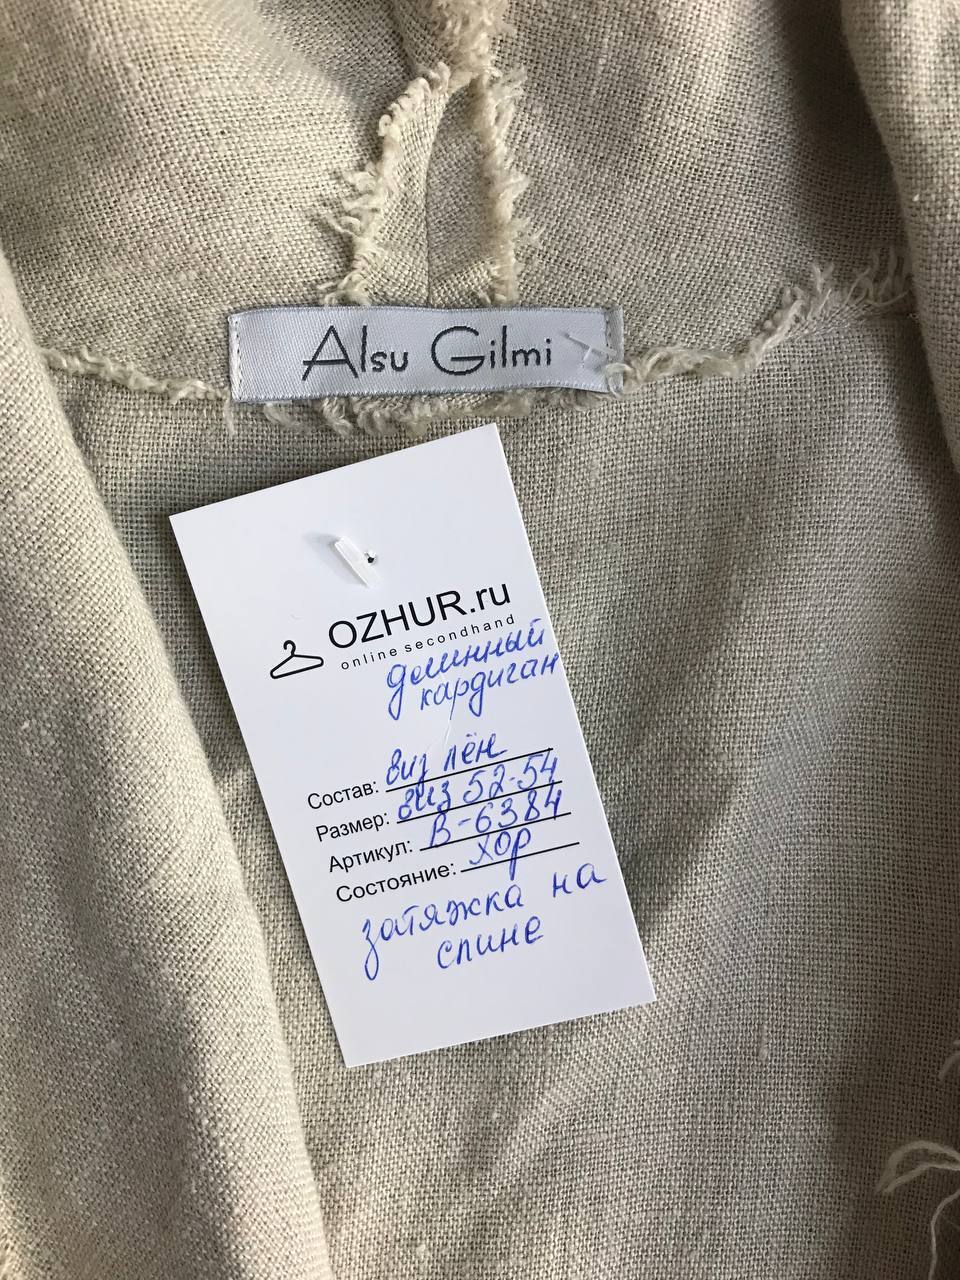 Alsu Gilmi
OZHUR.ru
online secondhand
длинный
кардиган
Состав: виз лён
Размер: виз 52-54
Артикул: В-6384
Состояние: хор
затяжка на
спине